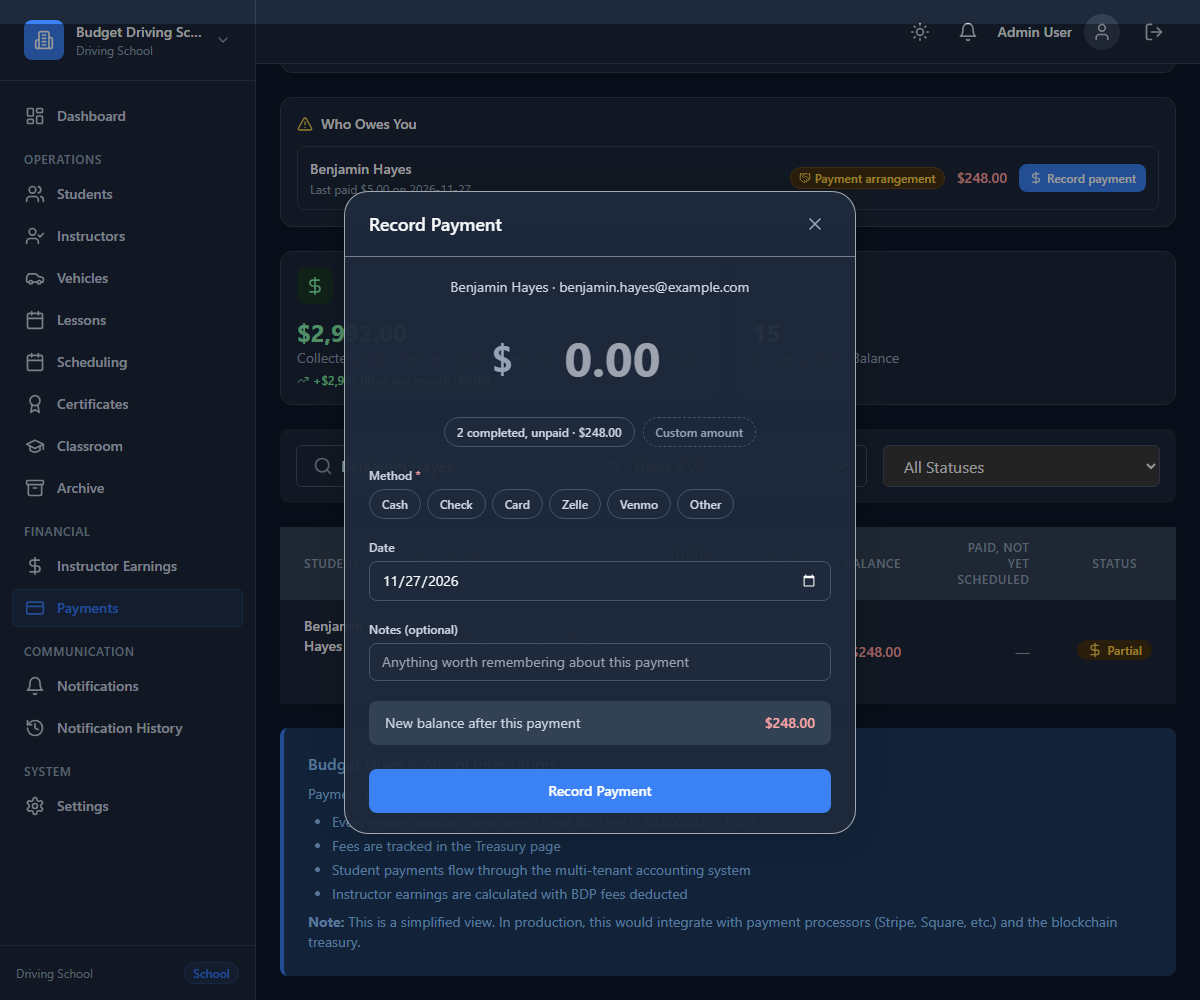 Budget Driving Sc...
Driving School
Admin User
Dashboard
OPERATIONS
Students
Instructors
Vehicles
Lessons
Scheduling
Certificates
Classroom
Archive
FINANCIAL
Instructor Earnings
Payments
COMMUNICATION
Notifications
Notification History
SYSTEM
Settings
Driving School
School
Who Owes You
Benjamin Hayes
Last paid $5.00 on 2026-11-27
Payment arrangement
$248.00
Record payment
Record Payment
Benjamin Hayes · benjamin.hayes@example.com
$ 0.00
2 completed, unpaid · $248.00
Custom amount
Method *
Cash
Check
Card
Zelle
Venmo
Other
Date
11/27/2026
Notes (optional)
Anything worth remembering about this payment
New balance after this payment
$248.00
Record Payment
15
Balance
All Statuses
PAID, NOT
YET
SCHEDULED
STATUS
Hayes
$248.00
—
Partial
Fees are tracked in the Treasury page
Student payments flow through the multi-tenant accounting system
Instructor earnings are calculated with BDP fees deducted
Note: This is a simplified view. In production, this would integrate with payment processors (Stripe, Square, etc.) and the blockchain
treasury.